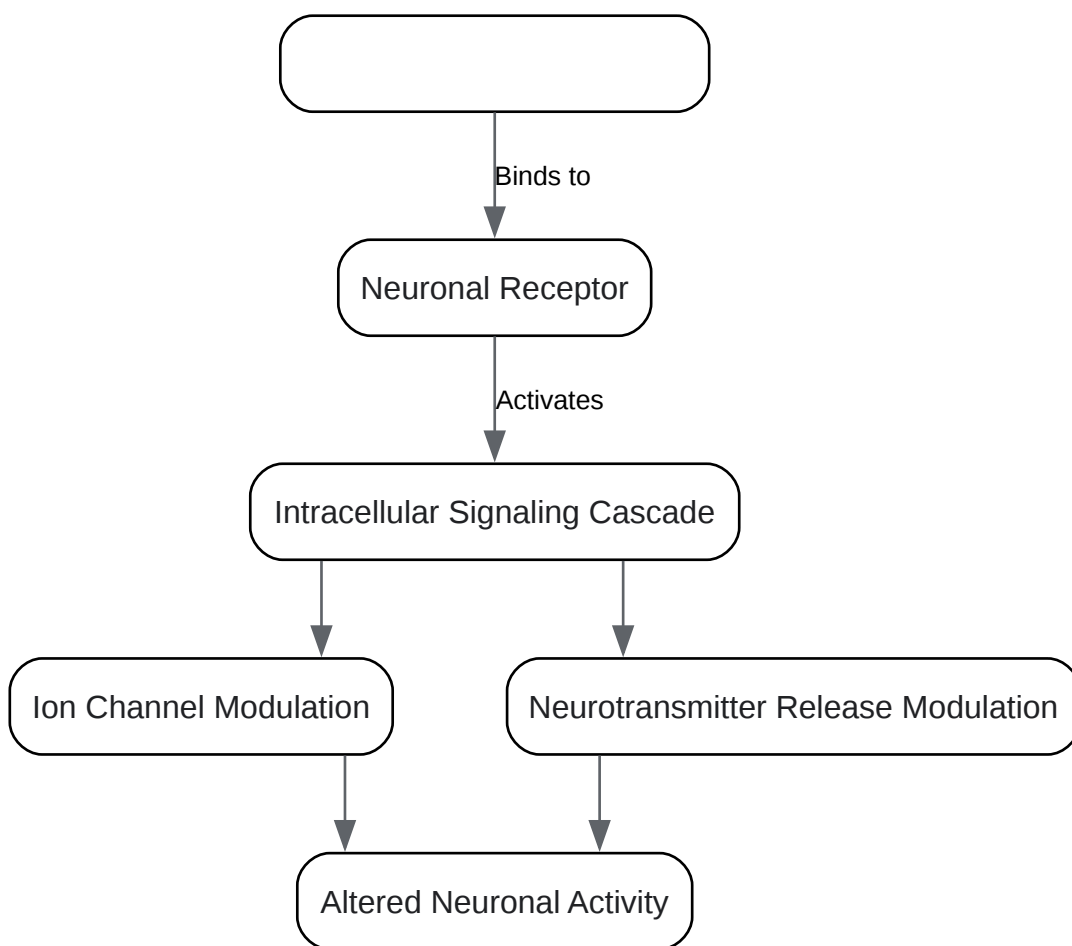 Binds to
Neuronal Receptor
Activates
Intracellular Signaling Cascade
Ion Channel Modulation
Neurotransmitter Release Modulation
Altered Neuronal Activity